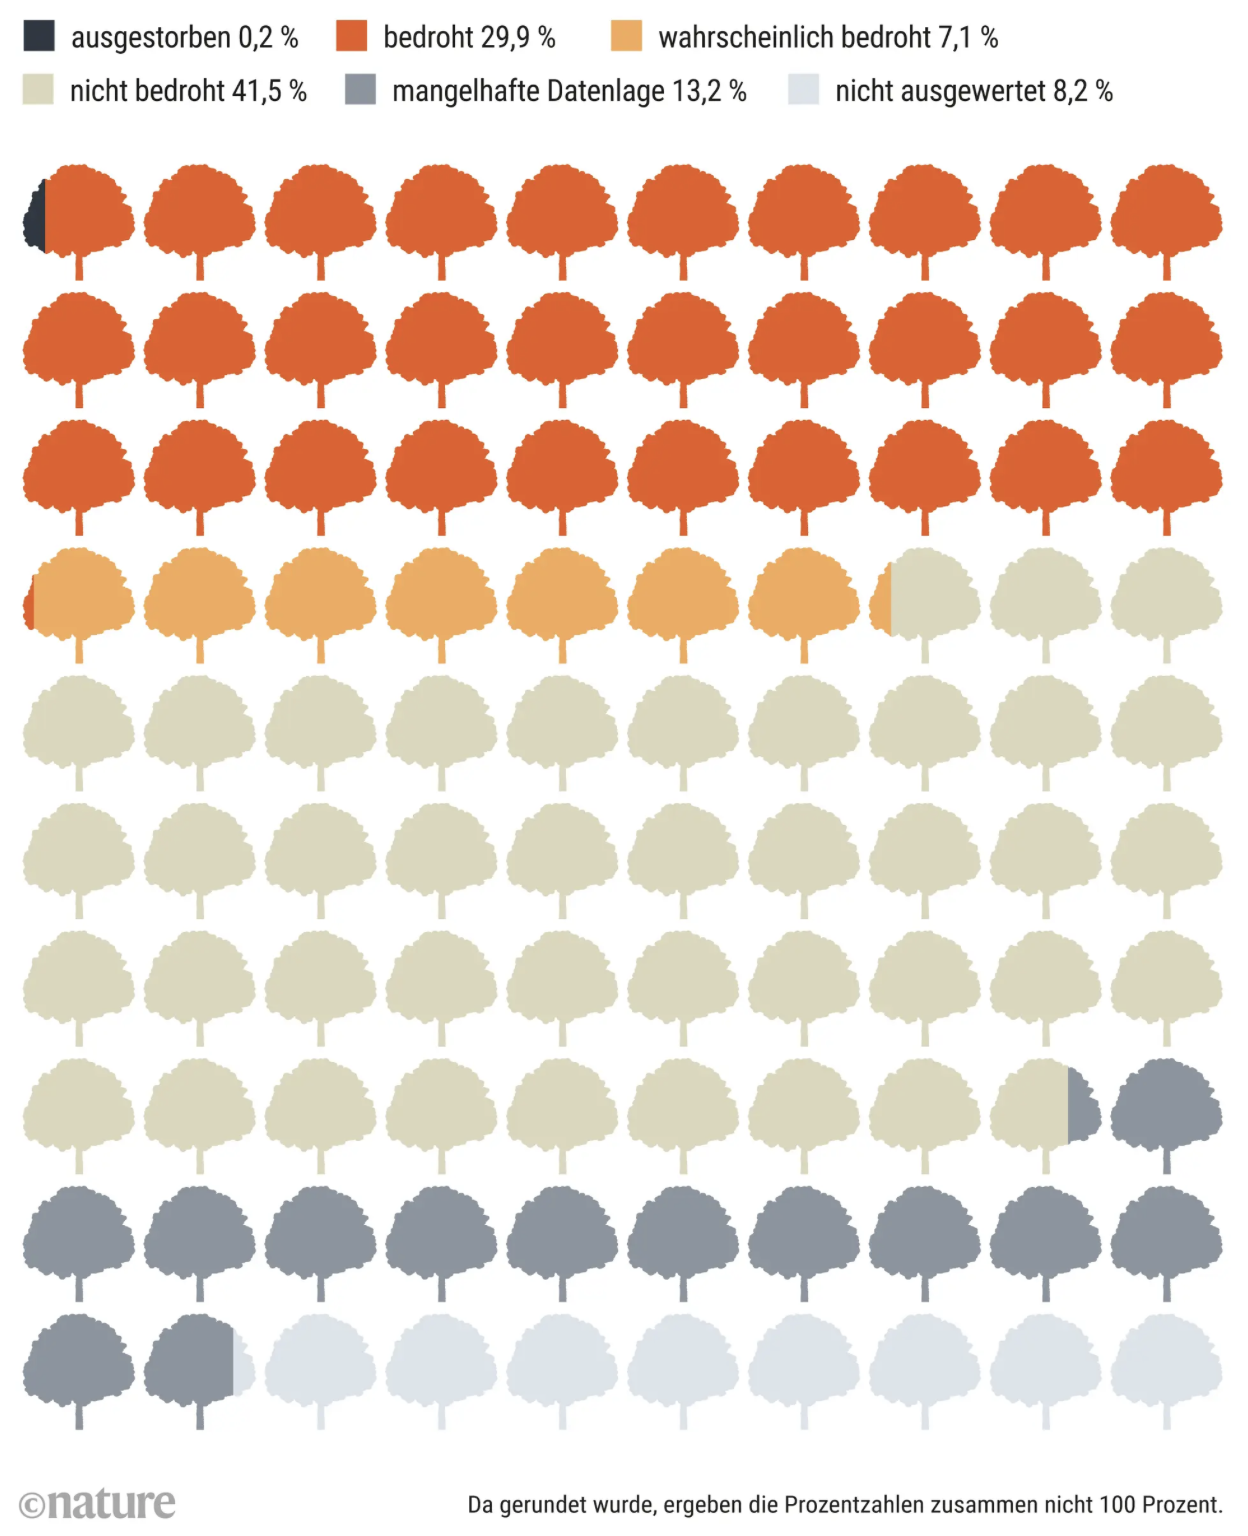 ausgestorben 0,2 % bedroht 29,9 % wahrscheinlich bedroht 7,1 %
nicht bedroht 41,5 % mangelhafte Datenlage 13,2 % nicht ausgewertet 8,2 %
©nature
Da gerundet wurde, ergeben die Prozentzahlen zusammen nicht 100 Prozent.